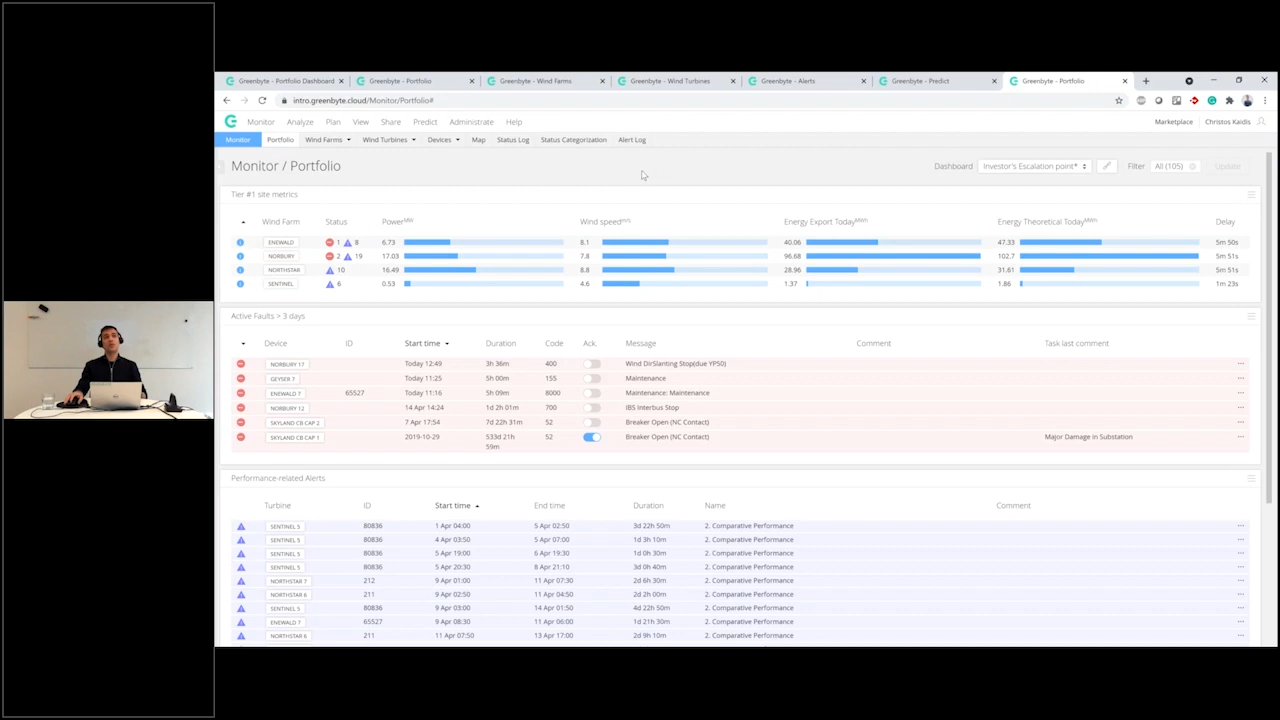 Greenbyte - Portfolio Dashboard Greenbyte - Portfolio Greenbyte - Wind Farms Greenbyte - Wind Turbines Greenbyte - Alerts Greenbyte - Predict Greenbyte - Portfolio
intro.greenbyte.cloud/Monitor/Portfolio#
Monitor Analyze Plan View Share Predict Administrate Help Marketplace Christos Kaidis
Monitor Portfolio Wind Farms Wind Turbines Devices Map Status Log Status Categorization Alert Log
Monitor / Portfolio Dashboard Investor's Escalation point* Filter All (105) Update
Tier #1 site metrics
Wind Farm Status Power MW Wind speed m/s Energy Export Today MWh Energy Theoretical Today MWh Delay
ENEWALD 1 8 6.73 8.1 40.06 47.33 5m 50s
NORBURY 2 19 17.03 7.8 96.68 102.7 5m 51s
NORTHSTAR 10 16.49 8.8 28.96 31.61 5m 51s
SENTINEL 6 0.53 4.6 1.37 1.86 1m 23s
Active Faults > 3 days
Device ID Start time Duration Code Ack. Message Comment Task last comment
NORBURY 17 Today 12:49 3h 36m 400 Wind DirSlanting Stop(due YP50)
GEYSER 7 Today 11:25 5h 00m 155 Maintenance
ENEWALD 7 65527 Today 11:16 5h 09m 8000 Maintenance: Maintenance
NORBURY 12 14 Apr 14:24 1d 2h 01m 700 IBS Interbus Stop
SKYLAND CB CAP 2 7 Apr 17:54 7d 22h 31m 52 Breaker Open (NC Contact)
SKYLAND CB CAP 1 2019-10-29 533d 21h 59m 52 Breaker Open (NC Contact) Major Damage in Substation
Performance-related Alerts
Turbine ID Start time End time Duration Name Comment
SENTINEL 5 80836 1 Apr 04:00 5 Apr 02:50 3d 22h 50m 2. Comparative Performance
SENTINEL 5 80836 4 Apr 03:50 5 Apr 07:00 1d 3h 10m 2. Comparative Performance
SENTINEL 5 80836 5 Apr 19:00 6 Apr 19:30 1d 0h 30m 2. Comparative Performance
SENTINEL 5 80836 5 Apr 20:30 8 Apr 21:10 3d 0h 40m 2. Comparative Performance
NORTHSTAR 7 212 9 Apr 01:00 11 Apr 07:30 2d 6h 30m 2. Comparative Performance
NORTHSTAR 6 211 9 Apr 02:50 11 Apr 04:50 2d 2h 00m 2. Comparative Performance
SENTINEL 5 80836 9 Apr 03:00 14 Apr 01:50 4d 22h 50m 2. Comparative Performance
ENEWALD 7 65527 9 Apr 08:30 11 Apr 06:00 1d 21h 30m 2. Comparative Performance
NORTHSTAR 6 211 11 Apr 07:50 13 Apr 17:00 2d 9h 10m 2. Comparative Performance